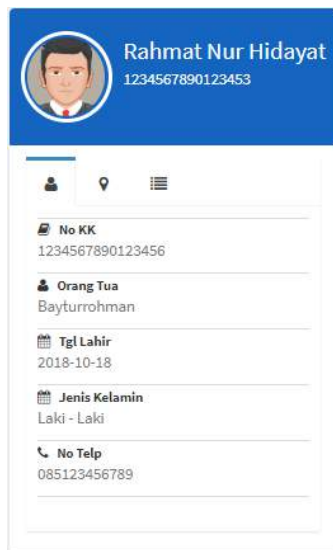 Rahmat Nur Hidayat
1234567890123453
No KK
1234567890123456
Orang Tua
Bayturrohman
Tgl Lahir
2018-10-18
Jenis Kelamin
Laki - Laki
No Telp
085123456789